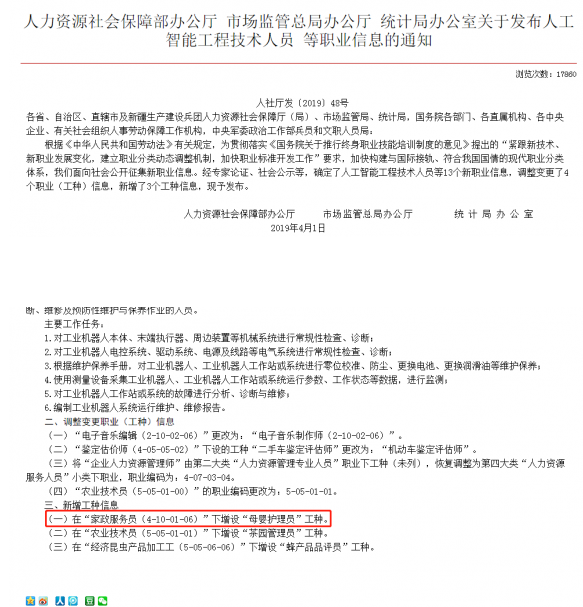 人力资源社会保障部办公厅 市场监管总局办公厅 统计局办公室关于发布人工
智能工程技术人员 等职业信息的通知
浏览次数：17860
人社厅发〔2019〕48号
各省、自治区、直辖市及新疆生产建设兵团人力资源社会保障厅（局）、市场监管局、统计局，国务院各部门、各直属机构、各中央
企业、有关社会组织人事劳动保障工作机构，中央军委政治工作部兵员和文职人员局：
根据《中华人民共和国劳动法》有关规定，为贯彻落实《国务院关于推行终身职业技能培训制度的意见》提出的“紧跟新技术、
新职业发展变化，建立职业分类动态调整机制，加快职业标准开发工作”要求，加快构建与国际接轨、符合我国国情的现代职业分类
体系，我们面向社会公开征集新职业信息。经专家论证、社会公示等，确定了人工智能工程技术人员等13个新职业信息，调整变更了4
个职业（工种）信息，新增了3个工种信息，现予发布。
人力资源社会保障部办公厅 市场监管总局办公厅 统 计 局 办 公 室
2019年4月1日
断、维修及预防性维护与保养作业的人员。
主要工作任务：
1.对工业机器人本体、末端执行器、周边装置等机械系统进行常规性检查、诊断；
2.对工业机器人电控系统、驱动系统、电源及线路等电气系统进行常规性检查、诊断；
3.根据维护保养手册，对工业机器人、工业机器人工作站或系统进行零位校准、防尘、更换电池、更换润滑油等维护保养；
4.使用测量设备采集工业机器人、工业机器人工作站或系统运行参数、工作状态等数据，进行监测；
5.对工业机器人工作站或系统的故障进行分析、诊断与维修；
6.编制工业机器人系统运行维护、维修报告。
二、调整变更职业（工种）信息
（一）“电子音乐编辑（2-10-02-06）”更改为：“电子音乐制作师（2-10-02-06）”。
（二）“鉴定估价师（4-05-05-02）”下设的工种“二手车鉴定评估师”更改为：“机动车鉴定评估师”。
（三）将“企业人力资源管理师”由第二大类“人力资源管理专业人员”职业下工种（未列），恢复调整为第四大类“人力资源
服务人员”小类下职业，职业编码为：4-07-03-04。
（四）“农业技术员（5-05-01-00）”的职业编码更改为：5-05-01-01。
三、新增工种信息
（一）在“家政服务员（4-10-01-06）”下增设“母婴护理员”工种。
（二）在“农业技术员（5-05-01-01）”下增设“茶园管理员”工种。
（三）在“经济昆虫产品加工工（5-05-06-06）”下增设“蜂产品品评员”工种。